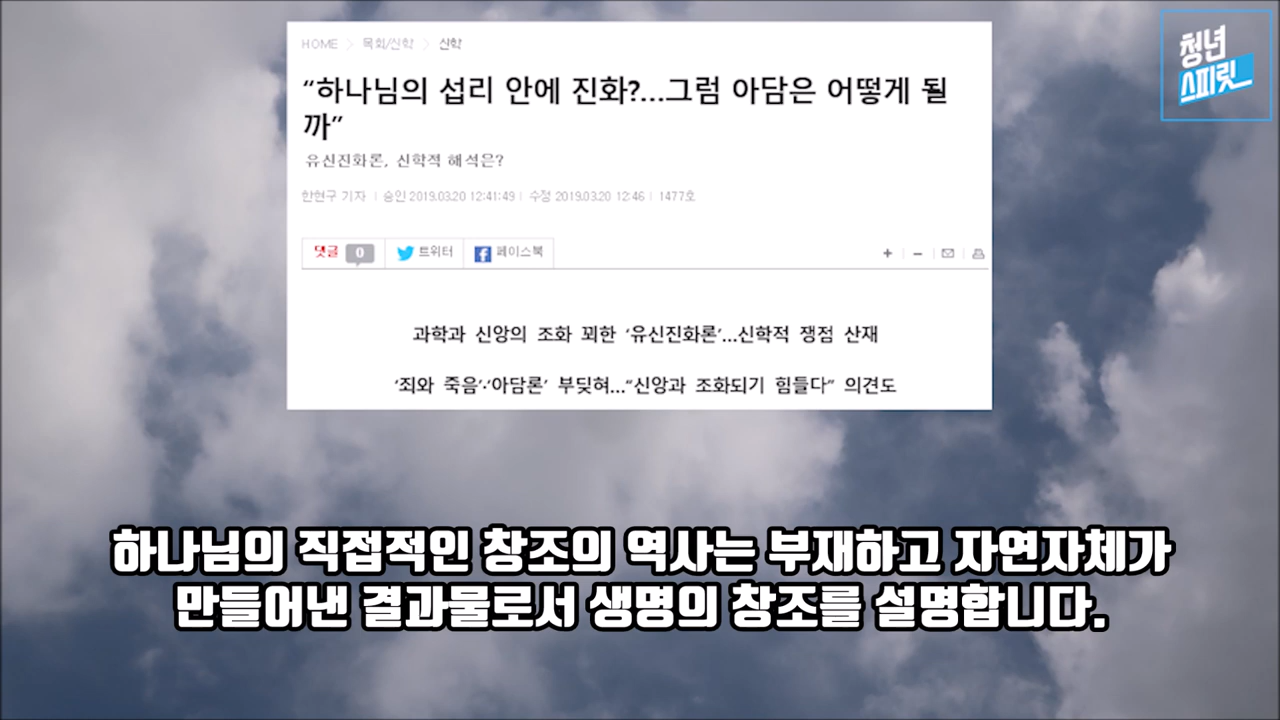 청년
스피릿
HOME > 목회/신학 > 신학
“하나님의 섭리 안에 진화?…그럼 아담은 어떻게 될
까”
유신진화론, 신학적 해석은?
한현구 기자 | 승인 2019.03.20 12:41:49 | 수정 2019.03.20 12:46 | 1477호
댓글 0 트위터 페이스북
과학과 신앙의 조화 꾀한 ‘유신진화론’…신학적 쟁점 산재
‘죄와 죽음’·‘아담론’ 부딪혀…“신앙과 조화되기 힘들다” 의견도
하나님의 직접적인 창조의 역사는 부재하고 자연자체가
만들어낸 결과물로서 생명의 창조를 설명합니다.